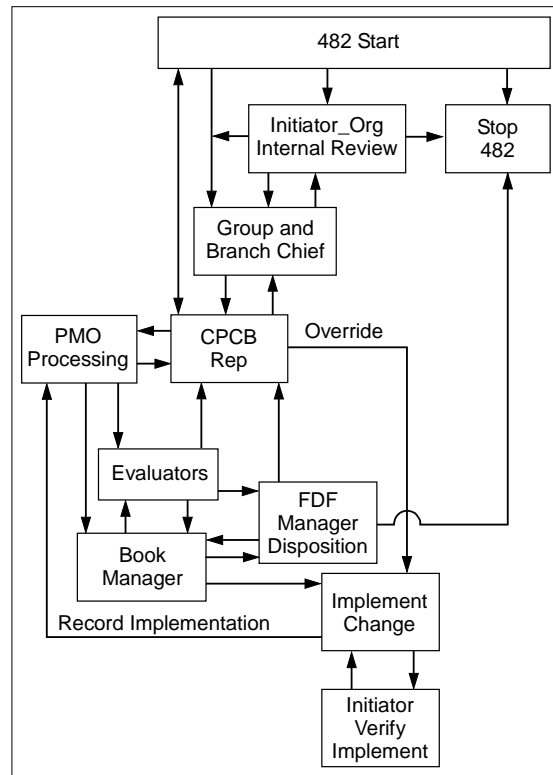 482 Start
Initiator_Org
Internal Review
Stop
482
Group and
Branch Chief
PMO
Processing
CPCB
Rep
Override
Evaluators
FDF
Manager
Disposition
Book
Manager
Implement
Change
Record Implementation
Initiator
Verify
Implement